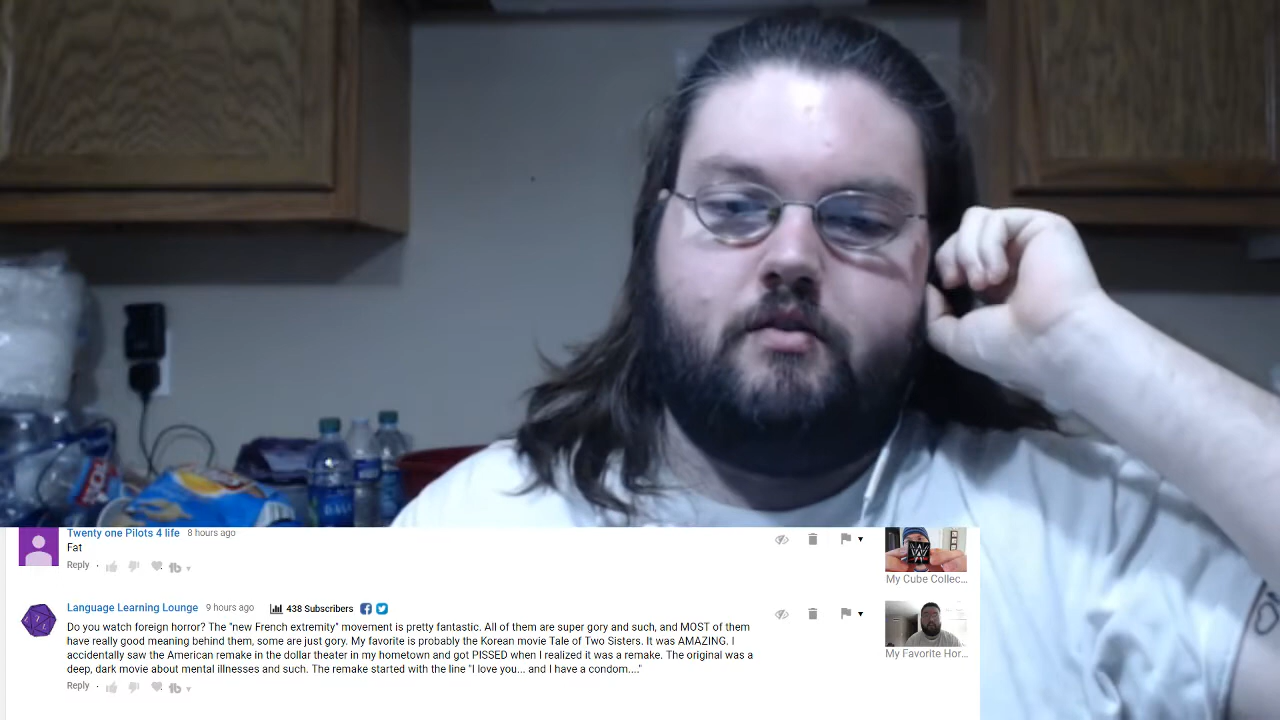 Twenty one Pilots 4 life 8 hours ago
Fat
Reply
My Cube Collec...
Language Learning Lounge 9 hours ago 438 Subscribers
Do you watch foreign horror? The "French extremity" movement is pretty fantastic. All of them are super gory and such, and MOST of them
have really good meaning behind them, some are just gory. My favorite is probably the Korean movie Tale of Two Sisters. It was AMAZING. I
accidentally saw the American remake in the dollar theater in my hometown and got PISSED when I realized it was a remake. The original was a
deep, dark movie about mental illnesses and such. The remake started with the line "I love you... and I have a condom...."
My Favorite Hor...
Reply